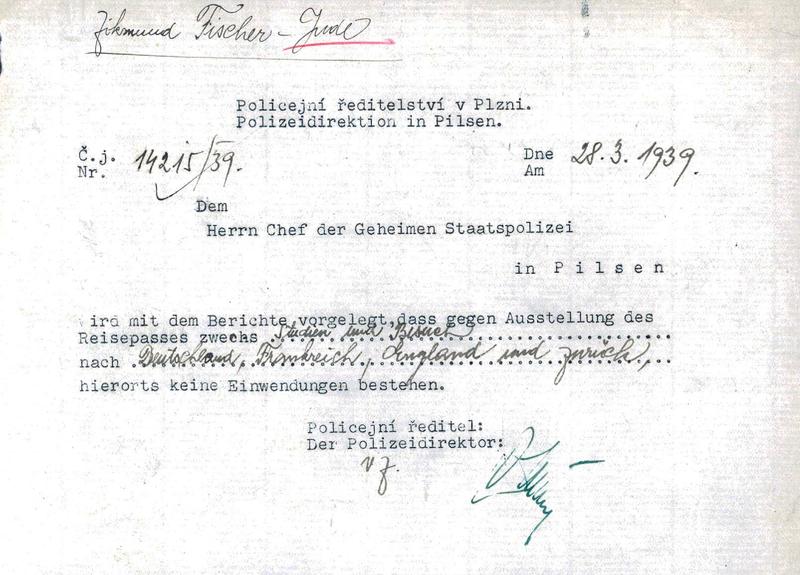 Zikmund Fischer - Jude
Policejní ředitelství v Plzni.
Polizeidirektion in Pilsen.
Č.j.
Nr. 14215/39.
Dne
Am 28.3.1939.
Dem
Herrn Chef der Geheimen Staatspolizei
in Pilsen
wird mit dem Berichte vorgelegt, dass gegen Ausstellung des
Reisepasses zwecks Studien und Besuch
nach Deutschland, Frankreich, England und zurück,
hierorts keine Einwendungen bestehen.
Policejní ředitel:
Der Polizeidirektor: